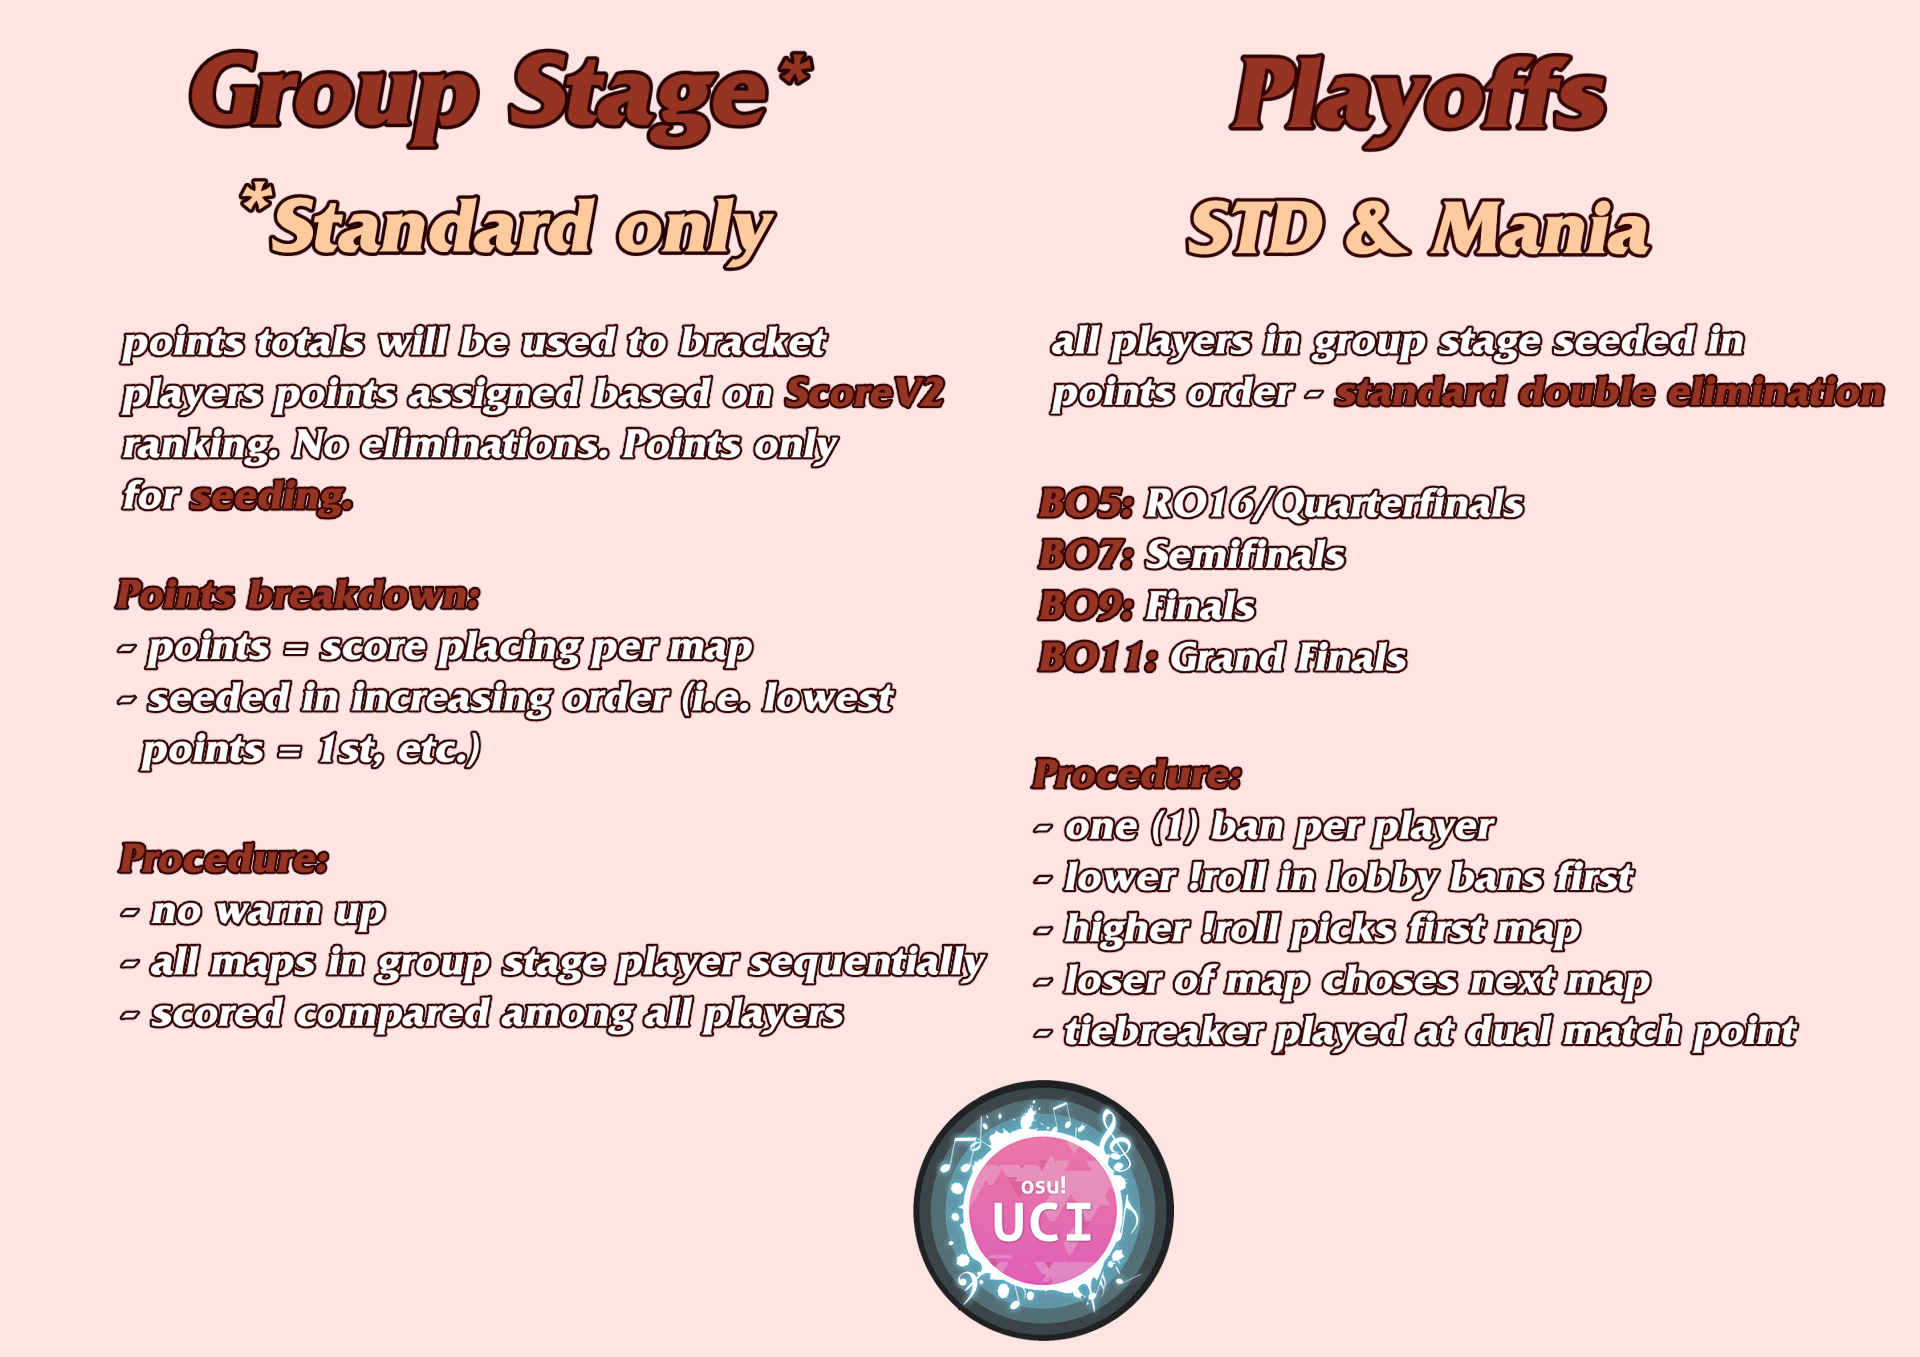 Group Stage*
*Standard only
points totals will be used to bracket
players points assigned based on ScoreV2
ranking. No eliminations. Points only
for seeding.
Points breakdown:
- points = score placing per map
- seeded in increasing order (i.e. lowest
points = 1st, etc.)
Procedure:
- no warm up
- all maps in group stage player sequentially
- scored compared among all players
Playoffs
STD & Mania
all players in group stage seeded in
points order - standard double elimination
BO5: RO16/Quarterfinals
BO7: Semifinals
BO9: Finals
BO11: Grand Finals
Procedure:
- one (1) ban per player
- lower !roll in lobby bans first
- higher !roll picks first map
- loser of map choses next map
- tiebreaker played at dual match point
osu!
UCI